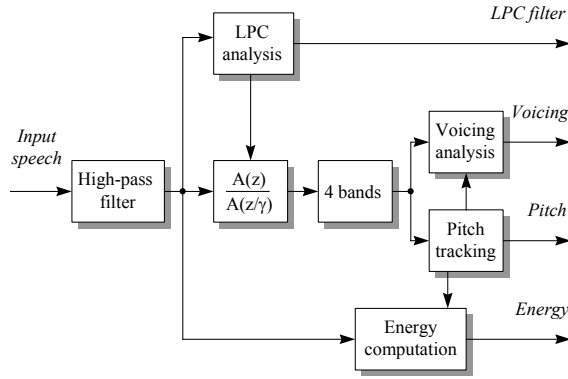 LPC filter
LPC
analysis
Voicing
Input
speech
High-pass
filter
A(z)
A(z/γ)
4 bands
Voicing
analysis
Pitch
Pitch
tracking
Energy
Energy
computation